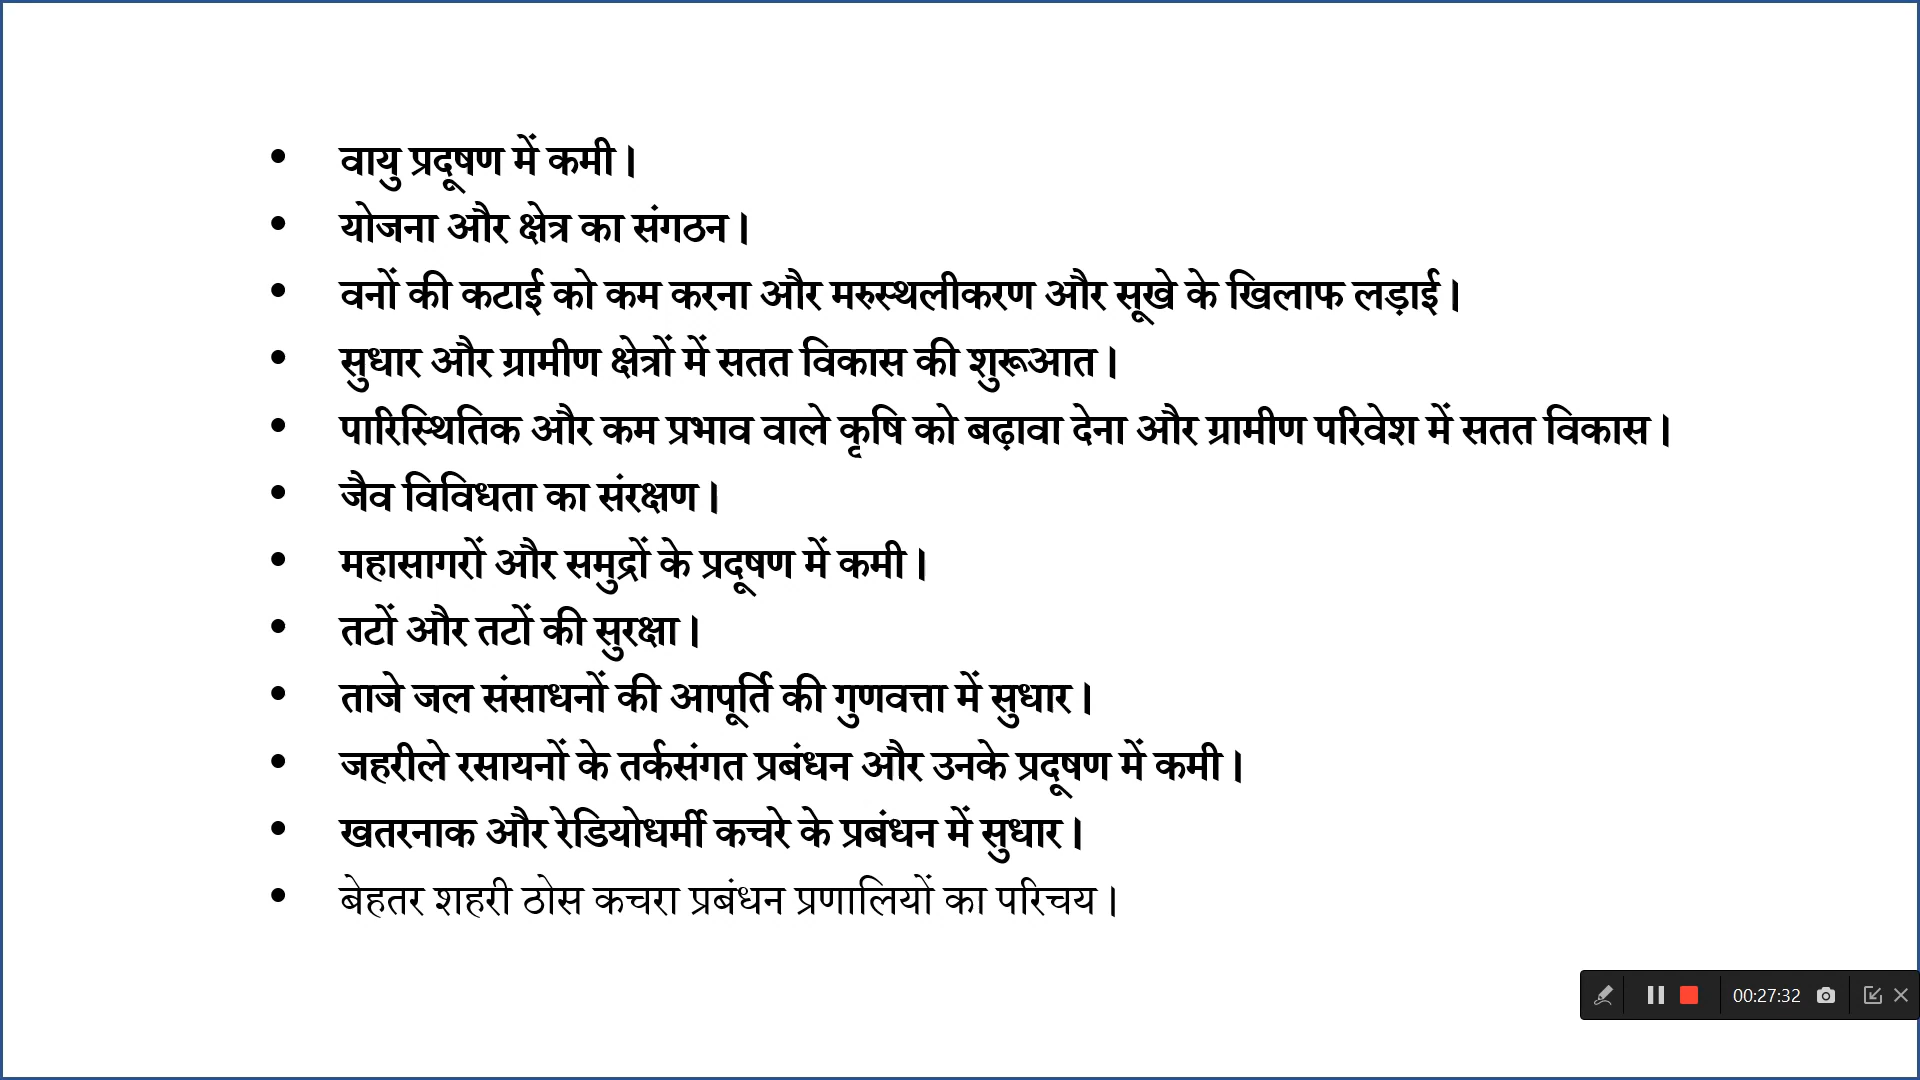 • वायु प्रदूषण में कमी।
• योजना और क्षेत्र का संगठन।
• वनों की कटाई को कम करना और मरुस्थलीकरण और सूखे के खिलाफ लड़ाई।
• सुधार और ग्रामीण क्षेत्रों में सतत विकास की शुरूआत।
• पारिस्थितिक और कम प्रभाव वाले कृषि को बढ़ावा देना और ग्रामीण परिवेश में सतत विकास।
• जैव विविधता का संरक्षण।
• महासागरों और समुद्रों के प्रदूषण में कमी।
• तटों और तटों की सुरक्षा।
• ताजे जल संसाधनों की आपूर्ति की गुणवत्ता में सुधार।
• जहरीले रसायनों के तर्कसंगत प्रबंधन और उनके प्रदूषण में कमी।
• खतरनाक और रेडियोधर्मी कचरे के प्रबंधन में सुधार।
• बेहतर शहरी ठोस कचरा प्रबंधन प्रणालियों का परिचय।
00:27:32